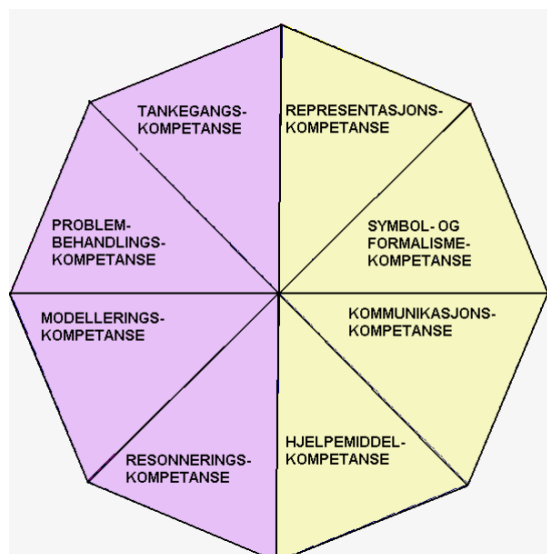 TANKEGANGS-
KOMPETANSE
REPRESENTASJONS-
KOMPETANSE
PROBLEM-
BEHANDLINGS-
KOMPETANSE
SYMBOL- OG
FORMALISME-
KOMPETANSE
MODELLERINGS-
KOMPETANSE
KOMMUNIKASJONS-
KOMPETANSE
RESONNERINGS-
KOMPETANSE
HJELPEMIDDEL-
KOMPETANSE